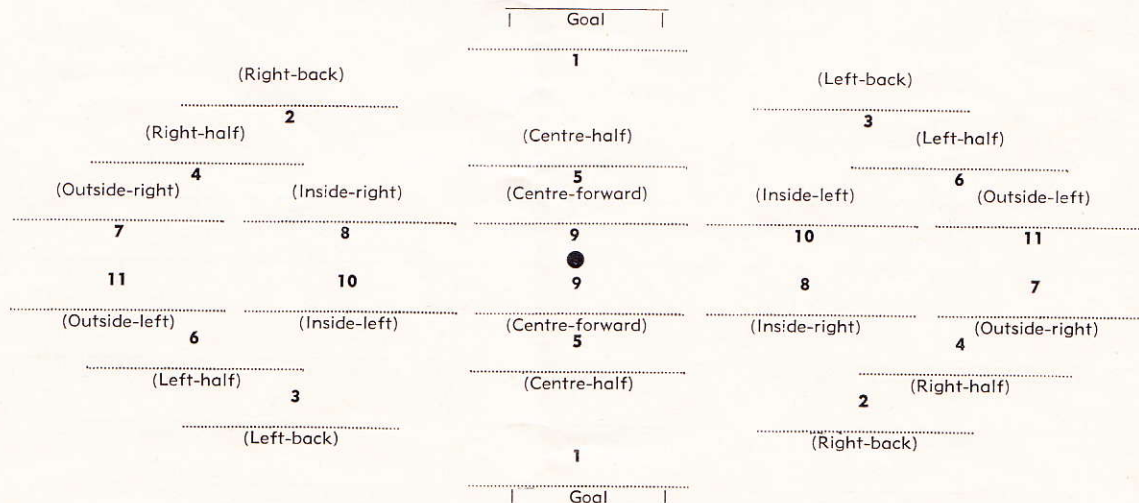 Goal
1
(Right-back) (Left-back)
2 3
(Right-half) (Centre-half) (Left-half)
4 5 6
(Outside-right) (Inside-right) (Centre-forward) (Inside-left) (Outside-left)
7 8 9 10 11
11 10 9 8 7
(Outside-left) (Inside-left) (Centre-forward) (Inside-right) (Outside-right)
6 5 4
(Left-half) (Centre-half) (Right-half)
3 2
(Left-back) (Right-back)
1
Goal